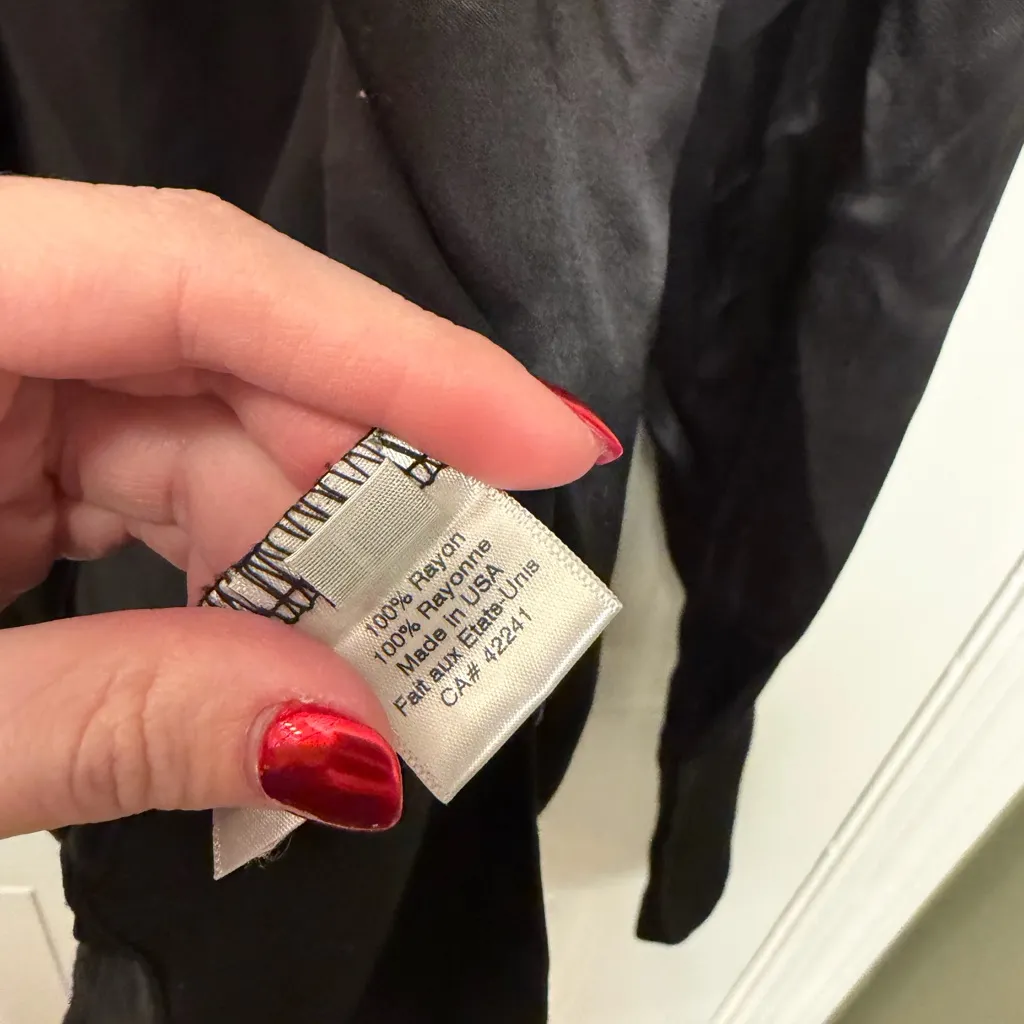 100% Rayon
100% Rayonne
Made in USA
Fait aux Etats-Unis
CA# 42241